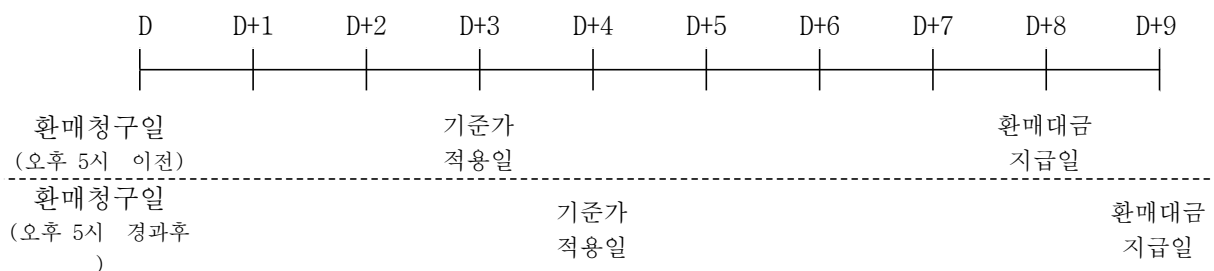 D D+1 D+2 D+3 D+4 D+5 D+6 D+7 D+8 D+9
환매청구일 기준가 환매대금
(오후 5시 이전) 적용일 지급일
환매청구일 기준가 환매대금
(오후 5시 경과후 적용일 지급일
)